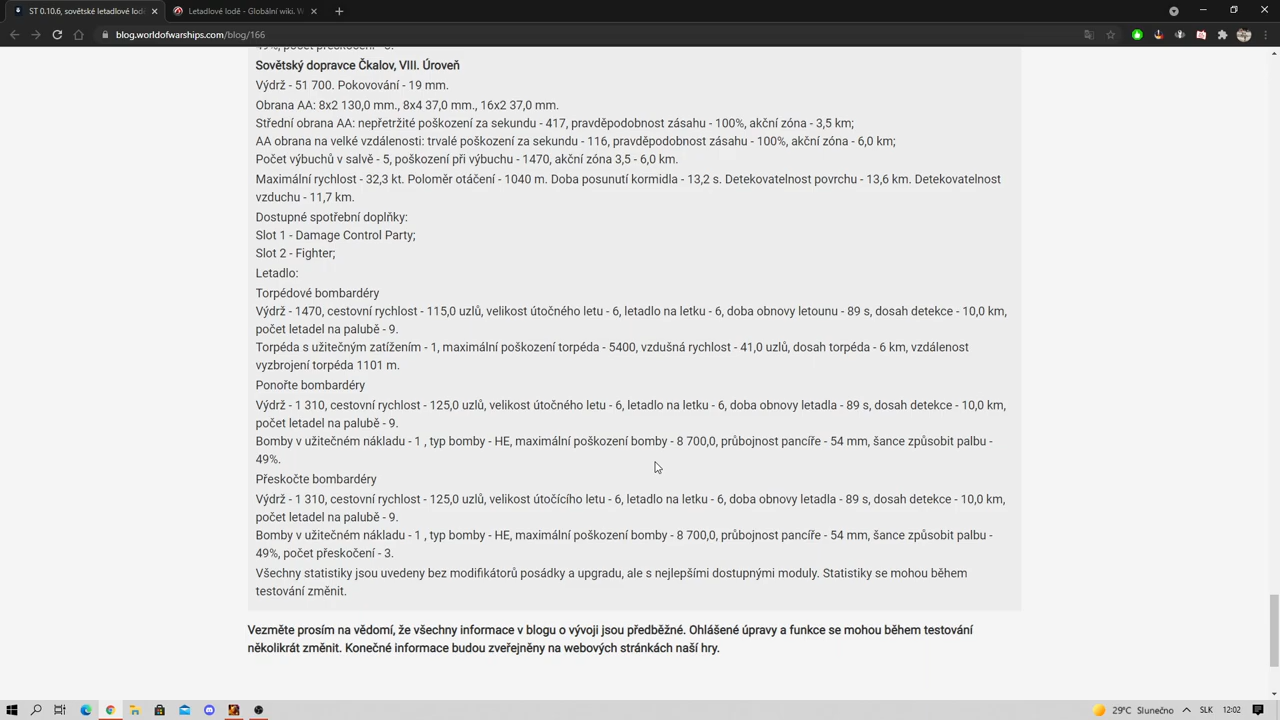 ST 0.10.6, sovětské letadlové lodi
Letadlové lodě - Globální wiki. W
blog.worldofwarships.com/blog/166
49%, počet přeskočení - 3.
Sovětský dopravce Čkalov, VIII. Úroveň
Výdrž - 51 700. Pokovování - 19 mm.
Obrana AA: 8x2 130,0 mm., 8x4 37,0 mm., 16x2 37,0 mm.
Střední obrana AA: nepřetržité poškození za sekundu - 417, pravděpodobnost zásahu - 100%, akční zóna - 3,5 km;
AA obrana na velké vzdálenosti: trvalé poškození za sekundu - 116, pravděpodobnost zásahu - 100%, akční zóna - 6,0 km;
Počet výbuchů v salvě - 5, poškození při výbuchu - 1470, akční zóna 3,5 - 6,0 km.
Maximální rychlost - 32,3 kt. Poloměr otáčení - 1040 m. Doba posunutí kormidla - 13,2 s. Detekovatelnost povrchu - 13,6 km. Detekovatelnost
vzduchu - 11,7 km.
Dostupné spotřební doplňky:
Slot 1 - Damage Control Party;
Slot 2 - Fighter;
Letadlo:
Torpédové bombardéry
Výdrž - 1470, cestovní rychlost - 115,0 uzlů, velikost útočného letu - 6, letadlo na letku - 6, doba obnovy letounu - 89 s, dosah detekce - 10,0 km,
počet letadel na palubě - 9.
Torpéda s užitečným zatížením - 1, maximální poškození torpéda - 5400, vzdušná rychlost - 41,0 uzlů, dosah torpéda - 6 km, vzdálenost
vyzbrojení torpéda 1101 m.
Ponořte bombardéry
Výdrž - 1 310, cestovní rychlost - 125,0 uzlů, velikost útočného letu - 6, letadlo na letku - 6, doba obnovy letadla - 89 s, dosah detekce - 10,0 km,
počet letadel na palubě - 9.
Bomby v užitečném nákladu - 1 , typ bomby - HE, maximální poškození bomby - 8 700,0, průbojnost pancíře - 54 mm, šance způsobit palbu -
49%.
Přeskočte bombardéry
Výdrž - 1 310, cestovní rychlost - 125,0 uzlů, velikost útočícího letu - 6, letadlo na letku - 6, doba obnovy letadla - 89 s, dosah detekce - 10,0 km,
počet letadel na palubě - 9.
Bomby v užitečném nákladu - 1 , typ bomby - HE, maximální poškození bomby - 8 700,0, průbojnost pancíře - 54 mm, šance způsobit palbu -
49%, počet přeskočení - 3.
Všechny statistiky jsou uvedeny bez modifikátorů posádky a upgradu, ale s nejlepšími dostupnými moduly. Statistiky se mohou během
testování změnit.
Vezměte prosím na vědomí, že všechny informace v blogu o vývoji jsou předběžné. Ohlášené úpravy a funkce se mohou během testování
několikrát změnit. Konečné informace budou zveřejněny na webových stránkách naší hry.
29°C Slunečno
SLK
12:02